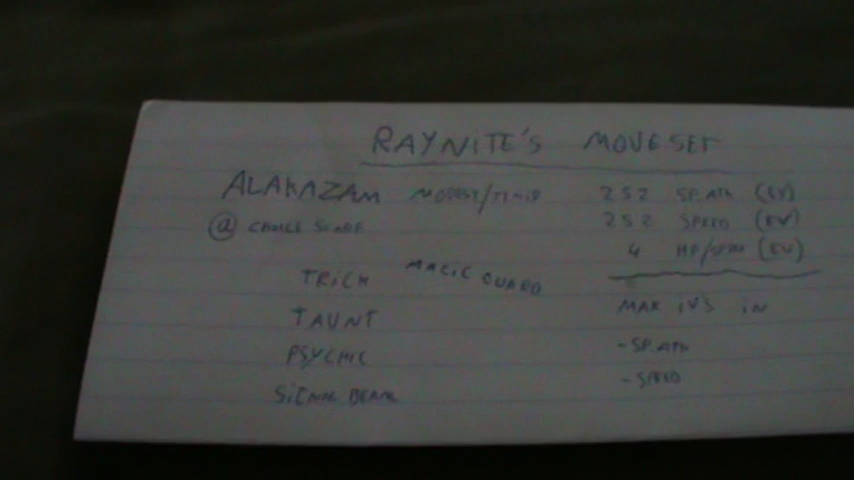 RAYNITE'S MOVESET
ALAKAZAM MODEST/TIMID 252 SP.ATK (EV)
@ CHOICE SCARF 252 SPEED (EV)
4 HP/SPDEF (EV)
TRICK MAGIC GUARD
TAUNT MAX IVS IN
PSYCHIC -SP.ATK
SIGNAL BEAM -SPEED